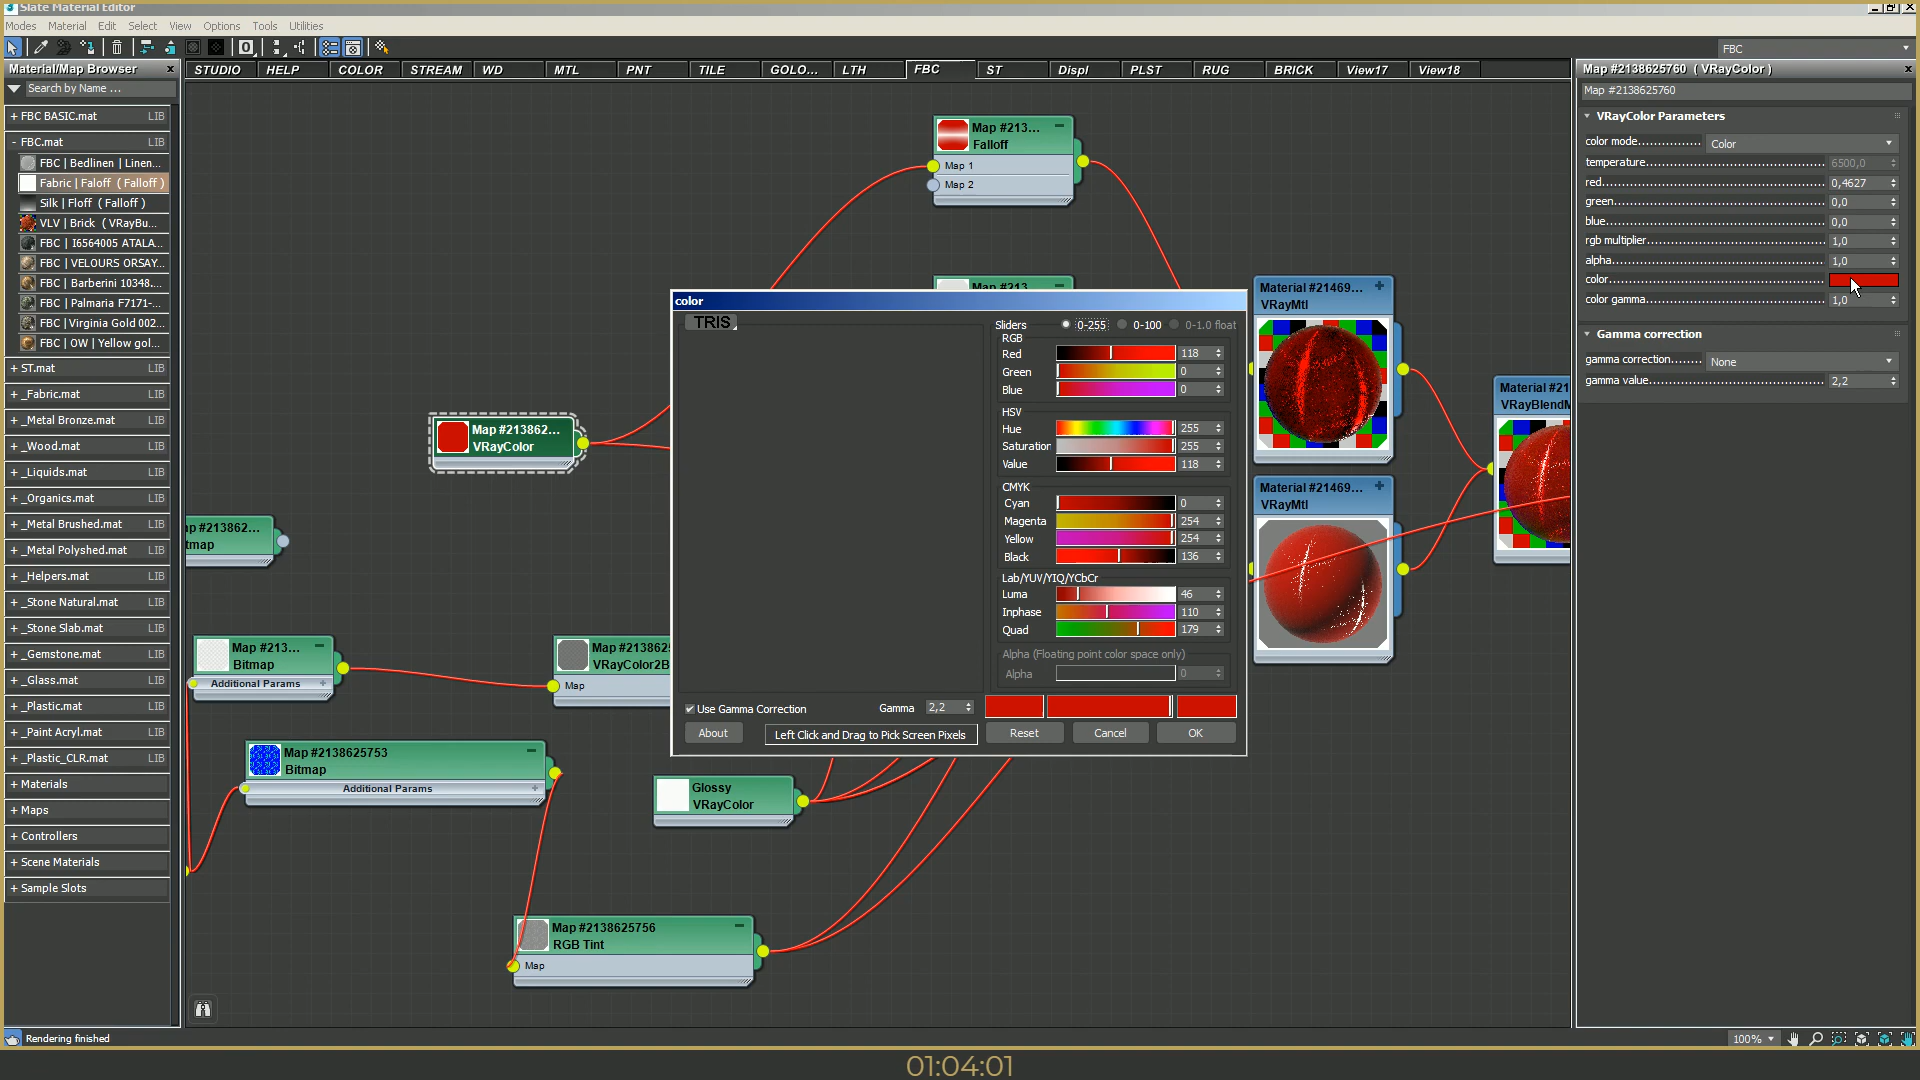 Slate Material Editor
Modes Material Edit Select View Options Tools Utilities
FBC
Material/Map Browser x
STUDIO HELP COLOR STREAM WD MTL PNT TILE GOLO... LTH FBC ST Displ PLST RUG BRICK View17 View18
Map #2138625760 ( VRayColor ) x
Search by Name ...
Map #2138625760
+ FBC BASIC.mat LIB
- FBC.mat LIB
FBC | Bedlinen | Linen...
Fabric | Faloff ( Falloff )
Silk | Floff ( Falloff )
VLV | Brick ( VRayBu...
FBC | I6564005 ATALA...
FBC | VELOURS ORSAY...
FBC | Barberini 10348....
FBC | Palmaria F7171-...
FBC |Virginia Gold 002...
FBC | OW | Yellow gol...
+ ST.mat LIB
+ _Fabric.mat LIB
+ _Metal Bronze.mat LIB
+ _Wood.mat LIB
+ _Liquids.mat LIB
+ _Organics.mat LIB
+ _Metal Brushed.mat LIB
+ _Metal Polyshed.mat LIB
+ _Helpers.mat LIB
+ _Stone Natural.mat LIB
+ _Stone Slab.mat LIB
+ _Gemstone.mat LIB
+ _Glass.mat LIB
+ _Plastic.mat LIB
+ _Paint Acryl.mat LIB
+ _Plastic_CLR.mat LIB
+ Materials
+ Maps
+ Controllers
+ Scene Materials
+ Sample Slots
Map #213...
Falloff
Map 1
Map 2
Map #213
Map #213862...
VRayColor
ap #213862...
tmap
Map #213...
Bitmap
Additional Params +
Map #213862
VRayColor2B
Map
Map #2138625753
Bitmap
Additional Params +
Glossy
VRayColor
Map #2138625756
RGB Tint
Map
Material #21469...
VRayMtl
Material #21469...
VRayMtl
Material #21
VRayBlendM
color
TRIS
Sliders 0-255 0-100 0-1.0 float
RGB
Red 118
Green 0
Blue 0
HSV
Hue 255
Saturation 255
Value 118
CMYK
Cyan 0
Magenta 254
Yellow 254
Black 136
Lab/YUV/YIQ/YCbCr
Luma 46
Inphase 110
Quad 179
Alpha (Floating point color space only)
Alpha 0
Use Gamma Correction Gamma 2,2
About Left Click and Drag to Pick Screen Pixels Reset Cancel OK
VRayColor Parameters
color mode............... Color
temperature............... 6500,0
red............... 0,4627
green............... 0,0
blue............... 0,0
rgb multiplier............... 1,0
alpha............... 1,0
color...............
color gamma............... 1,0
Gamma correction
gamma correction........ None
gamma value............... 2,2
Rendering finished
100%
01:04:01